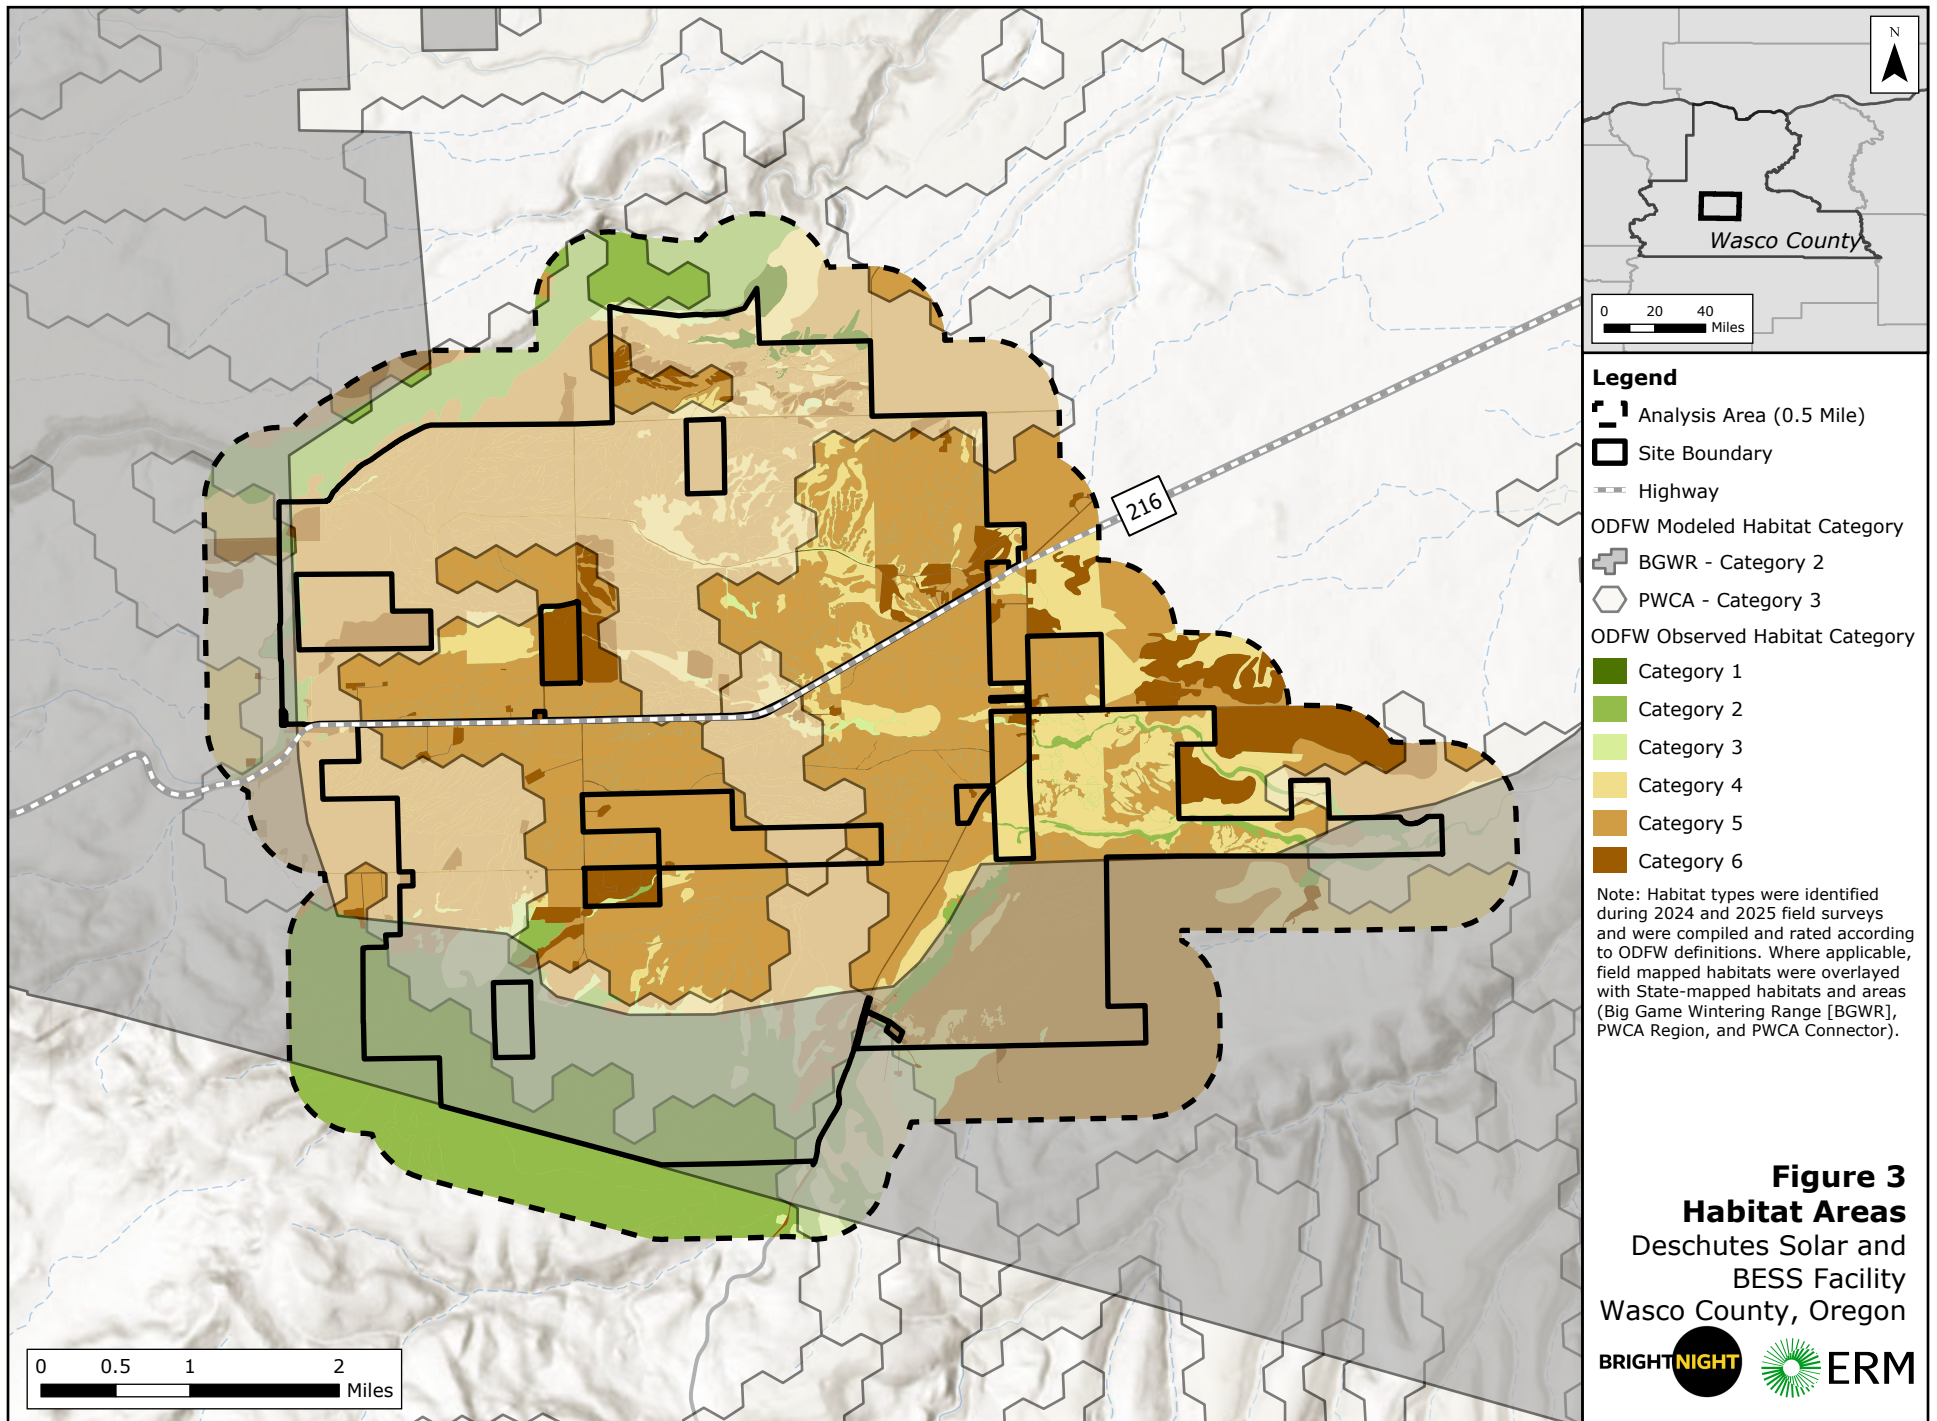 N
Wasco County
0 20 40
Miles
216
Legend
Analysis Area (0.5 Mile)
Site Boundary
Highway
ODFW Modeled Habitat Category
BGWR - Category 2
PWCA - Category 3
ODFW Observed Habitat Category
Category 1
Category 2
Category 3
Category 4
Category 5
Category 6
Note: Habitat types were identified
during 2024 and 2025 field surveys
and were compiled and rated according
to ODFW definitions. Where applicable,
field mapped habitats were overlayed
with State-mapped habitats and areas
(Big Game Wintering Range [BGWR],
PWCA Region, and PWCA Connector).
Figure 3
Habitat Areas
Deschutes Solar and
BESS Facility
Wasco County, Oregon
BRIGHTNIGHT
ERM
0 0.5 1 2
Miles